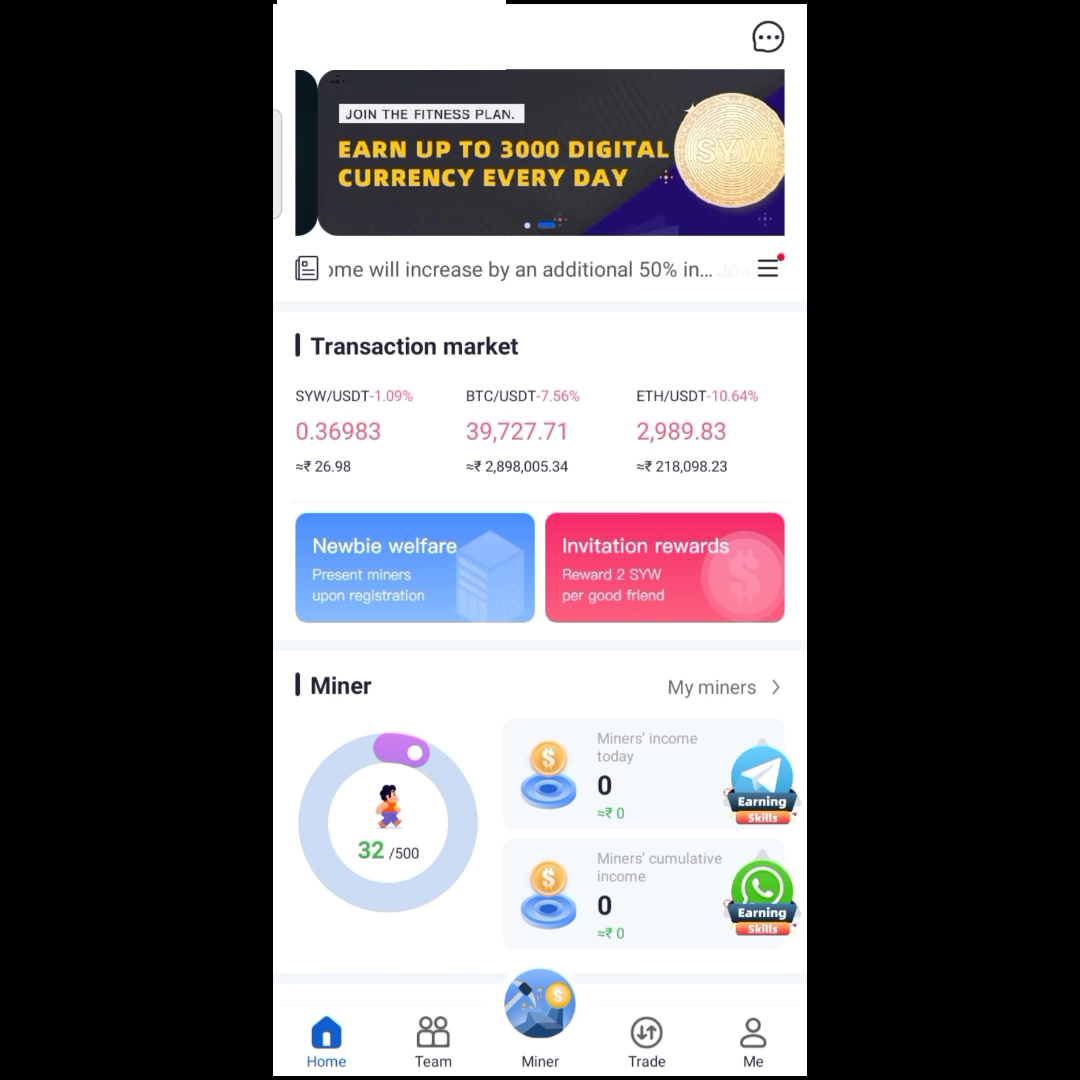 JOIN THE FITNESS PLAN.
EARN UP TO 3000 DIGITAL
CURRENCY EVERY DAY
SYW
ome will increase by an additional 50% in...
Transaction market
SYW/USDT-1.09% BTC/USDT-7.56% ETH/USDT-10.64%
0.36983 39,727.71 2,989.83
≈₹ 26.98 ≈₹ 2,898,005.34 ≈₹ 218,098.23
Newbie welfare
Present miners
upon registration
Invitation rewards
Reward 2 SYW
per good friend
Miner My miners
32 /500
Miners' income
today
0
≈₹ 0
Earning
Skills
Miners' cumulative
income
0
≈₹ 0
Earning
Skills
Home Team Miner Trade Me